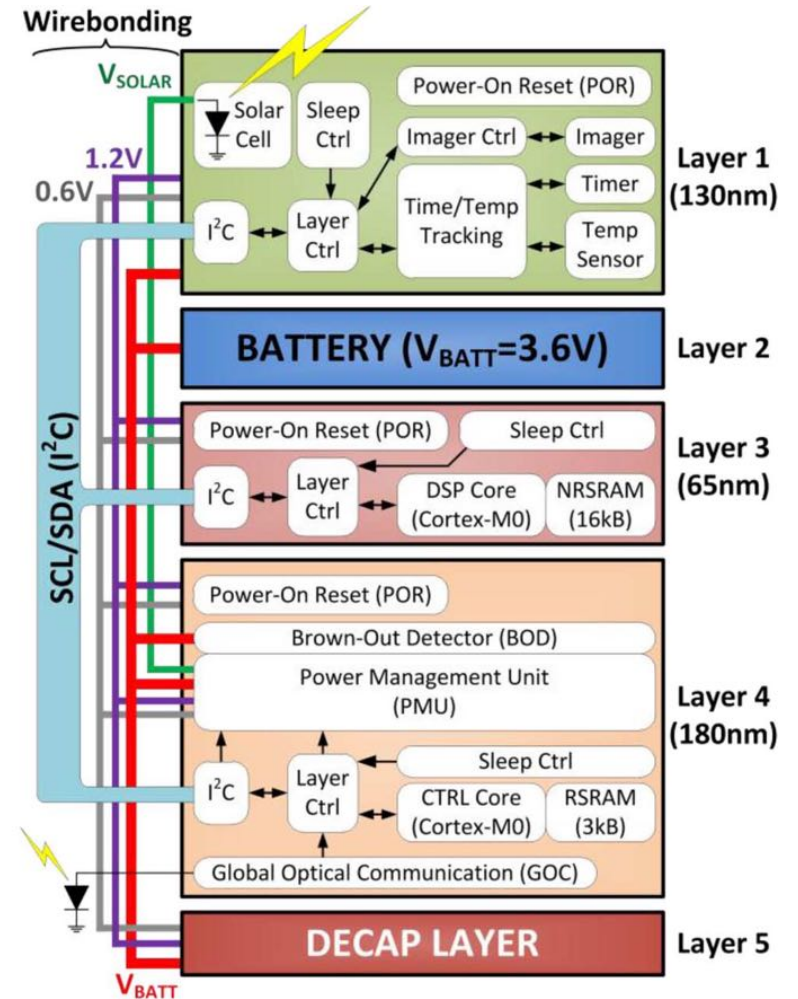 Wirebonding
V_SOLAR
1.2V
0.6V
SCL/SDA (I²C)
V_BATT
Solar
Cell
Sleep
Ctrl
Power-On Reset (POR)
Imager Ctrl
Imager
Timer
Time/Temp
Tracking
Temp
Sensor
I²C
Layer
Ctrl
Layer 1
(130nm)
BATTERY (V_BATT=3.6V)
Layer 2
Power-On Reset (POR)
Sleep Ctrl
I²C
Layer
Ctrl
DSP Core
(Cortex-M0)
NRSRAM
(16kB)
Layer 3
(65nm)
Power-On Reset (POR)
Brown-Out Detector (BOD)
Power Management Unit
(PMU)
Sleep Ctrl
I²C
Layer
Ctrl
CTRL Core
(Cortex-M0)
RSRAM
(3kB)
Global Optical Communication (GOC)
Layer 4
(180nm)
DECAP LAYER
Layer 5